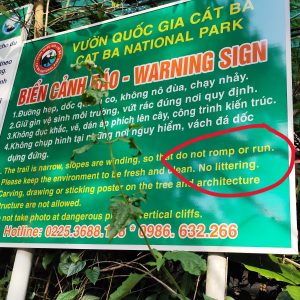 VƯỜN QUỐC GIA CÁT BÀ
CAT BA NATIONAL PARK
BIỂN CẢNH BÁO - WARNING SIGN
1. Đường hẹp, dốc co, không nô đùa, chạy nhảy.
2. Giữ gìn vệ sinh môi trường, vứt rác đúng nơi quy định.
3. Không đục khắc, vẽ, dán áp phích lên cây, công trình kiến trúc.
4. Không chụp hình tại những nơi nguy hiểm, vách đá dốc
dựng đứng.
The trail is narrow, slopes are winding, so that do not romp or run.
Please keep the environment to be fresh and clean. No littering.
Carving, drawing or sticking poster on the tree and architecture
structure are not allowed.
not take photo at dangerous vertical cliffs.
Hotline: 0225.3688. * 0986. 632.266